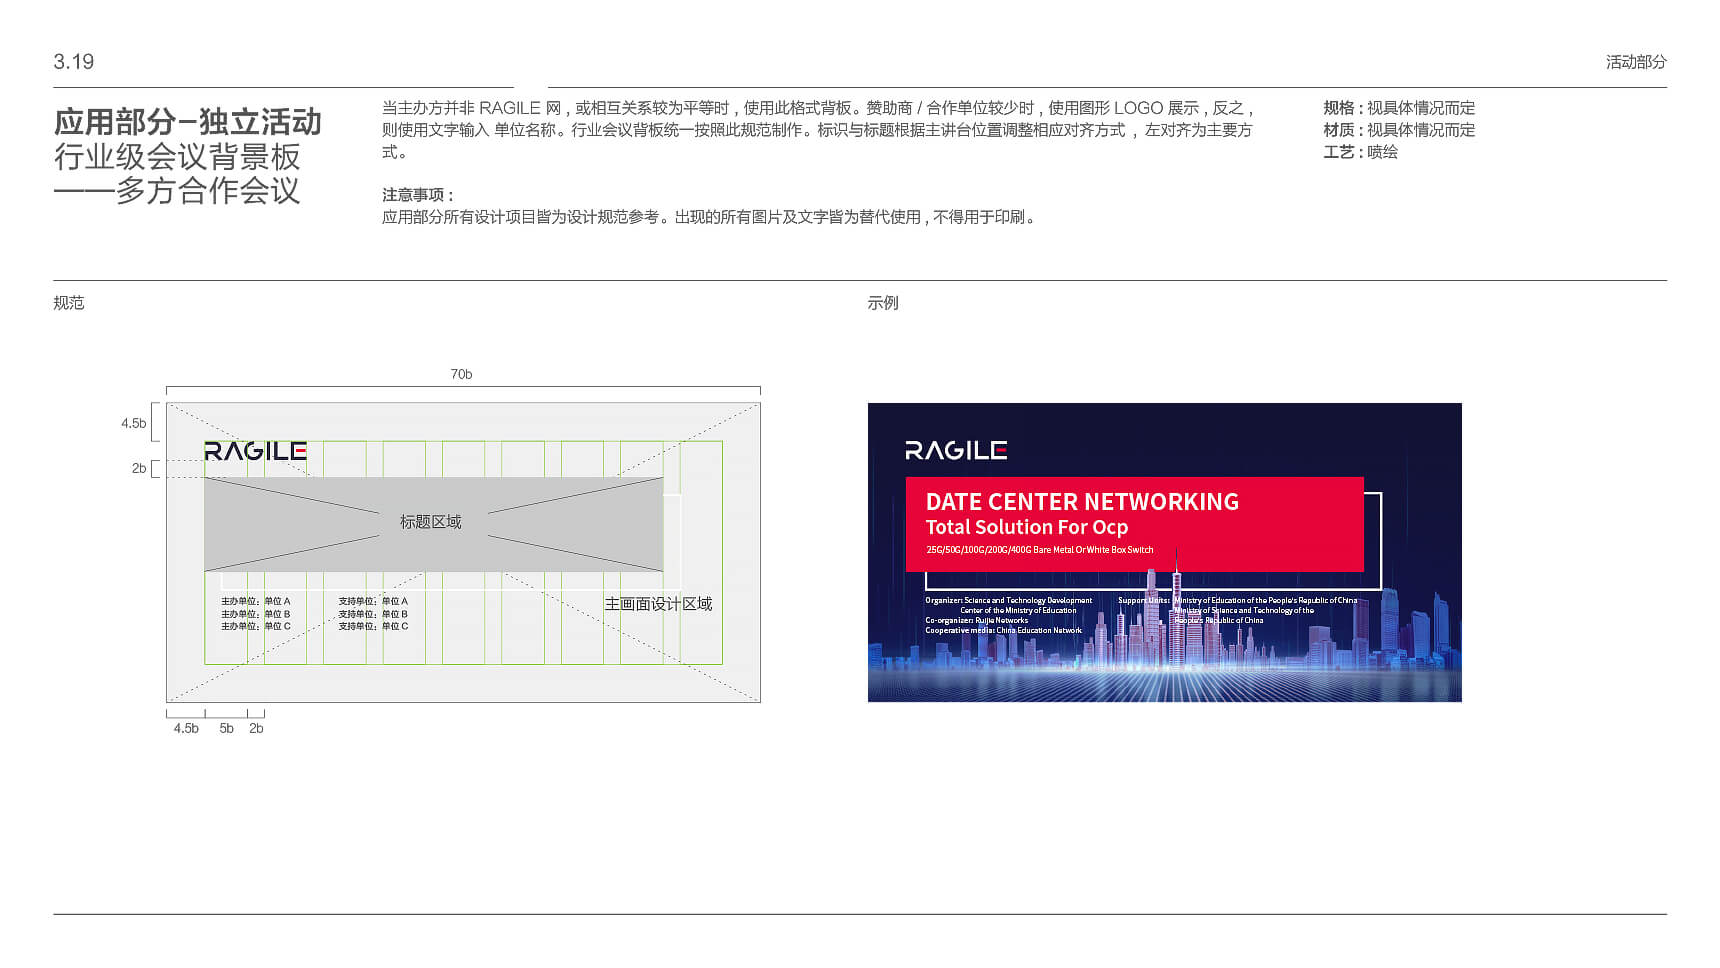 3.19
活动部分
应用部分–独立活动
行业级会议背景板
——多方合作会议
当主办方并非 RAGILE 网，或相互关系较为平等时，使用此格式背板。赞助商 / 合作单位较少时，使用图形 LOGO 展示，反之，
则使用文字输入 单位名称。行业会议背板统一按照此规范制作。标识与标题根据主讲台位置调整相应对齐方式 ，左对齐为主要方
式。
注意事项：
应用部分所有设计项目皆为设计规范参考。出现的所有图片及文字皆为替代使用，不得用于印刷。
规格：视具体情况而定
材质：视具体情况而定
工艺：喷绘
规范
70b
4.5b
2b
RAGILE
标题区域
主画面设计区域
主办单位：单位 A
主办单位：单位 B
主办单位：单位 C
支持单位：单位 A
支持单位：单位 B
支持单位：单位 C
4.5b
5b
2b
示例
RAGILE
DATE CENTER NETWORKING
Total Solution For Ocp
25G/50G/100G/200G/400G Bare Metal Or White Box Switch
Organizer: Science and Technology Development
Center of the Ministry of Education
Co-organizer: Ruijie Networks
Cooperative media: China Education Network
Support Units: Ministry of Education of the People's Republic of China
Ministry of Science and Technology of the
People's Republic of China